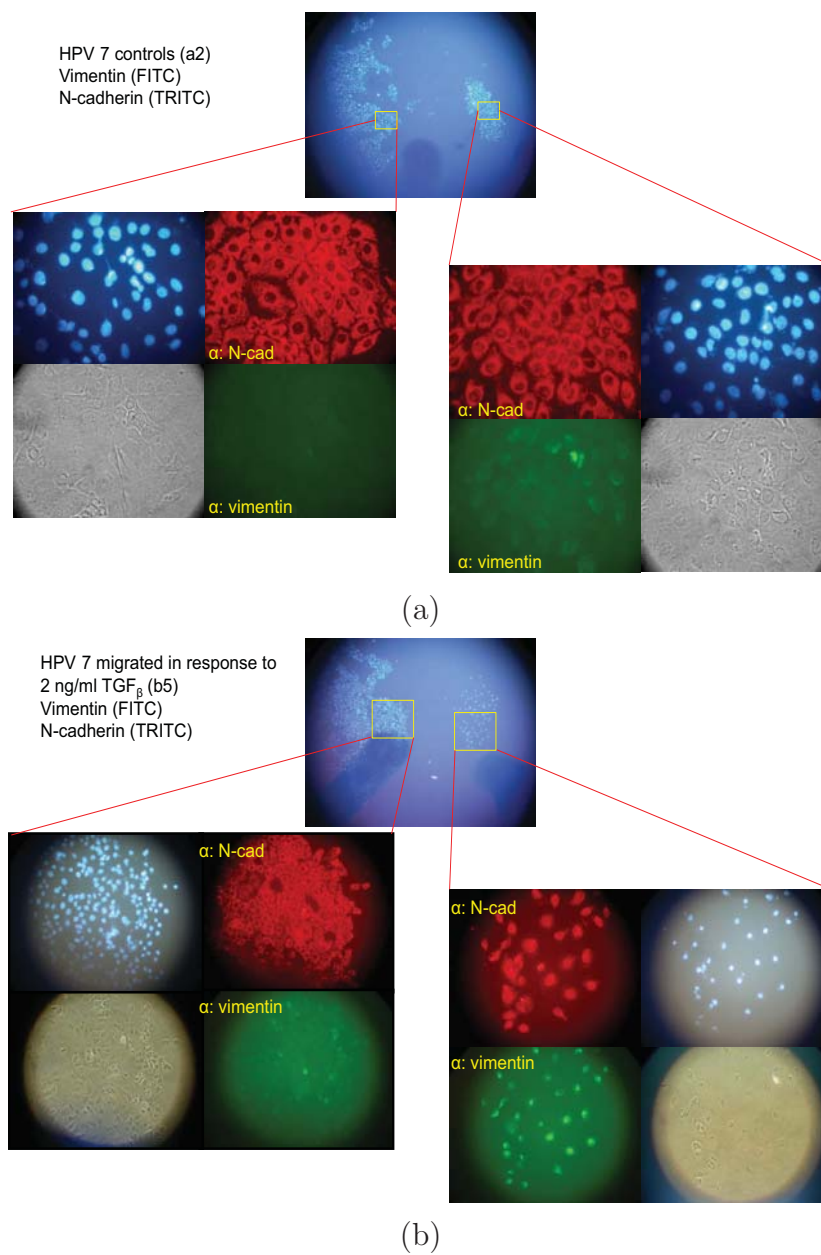 HPV 7 controls (a2)
Vimentin (FITC)
N-cadherin (TRITC)
α: N-cad
α: vimentin
α: N-cad
α: vimentin
(a)
HPV 7 migrated in response to
2 ng/ml TGFβ (b5)
Vimentin (FITC)
N-cadherin (TRITC)
α: N-cad
α: vimentin
α: N-cad
α: vimentin
(b)